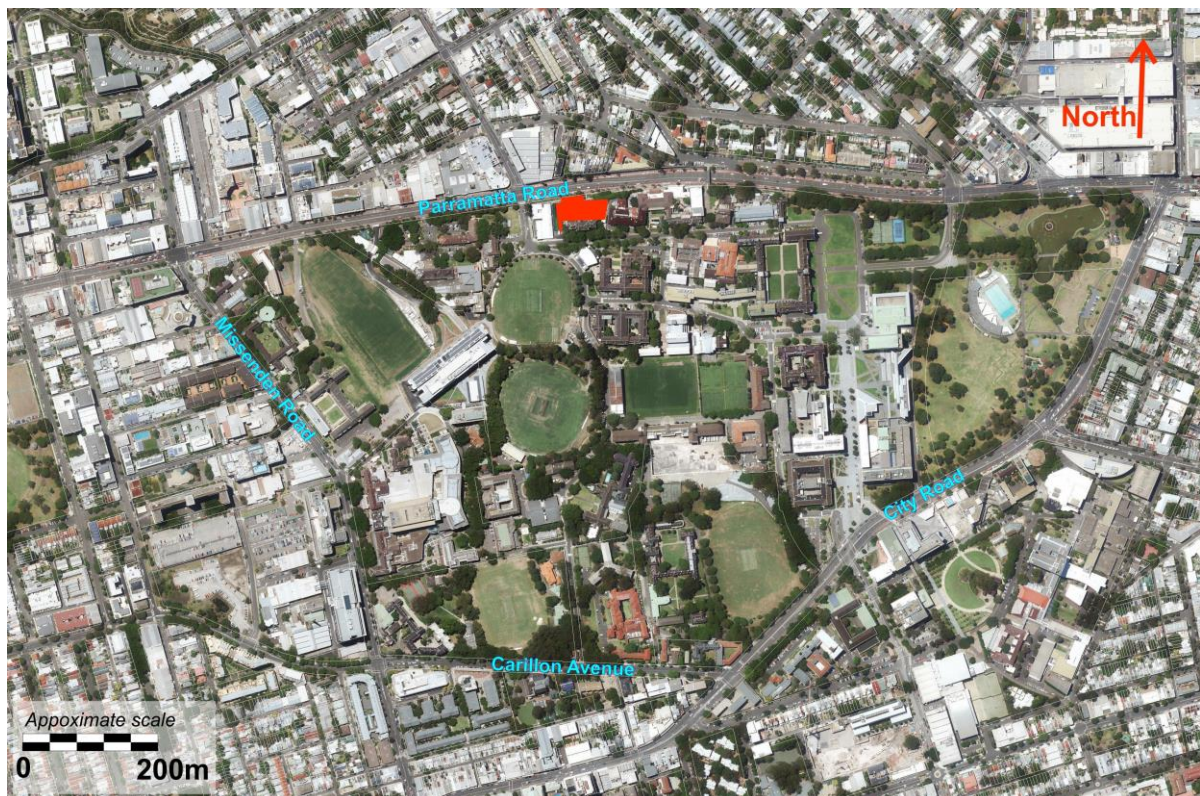 North
Parramatta Road
Missenden Road
City Road
Carillon Avenue
Appoximate scale
0 200m